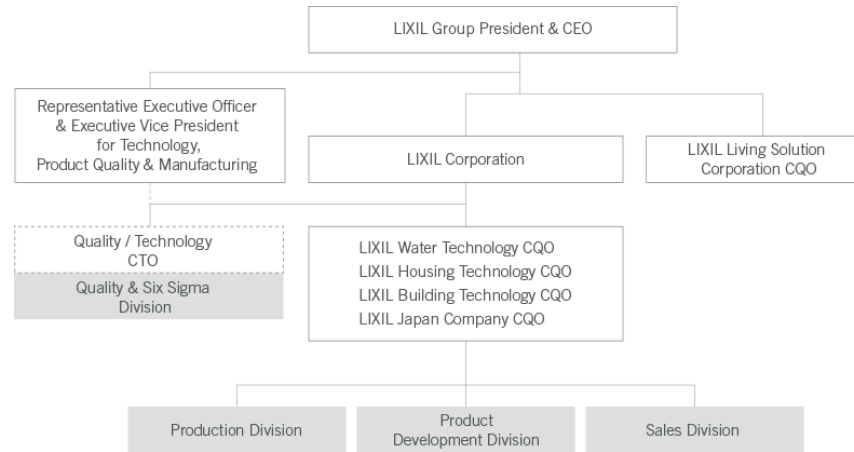 LIXIL Group President & CEO
Representative Executive Officer
& Executive Vice President
for Technology,
Product Quality & Manufacturing
LIXIL Corporation
LIXIL Living Solution
Corporation CQO
Quality / Technology
CTO
Quality & Six Sigma
Division
LIXIL Water Technology CQO
LIXIL Housing Technology CQO
LIXIL Building Technology CQO
LIXIL Japan Company CQO
Production Division
Product
Development Division
Sales Division